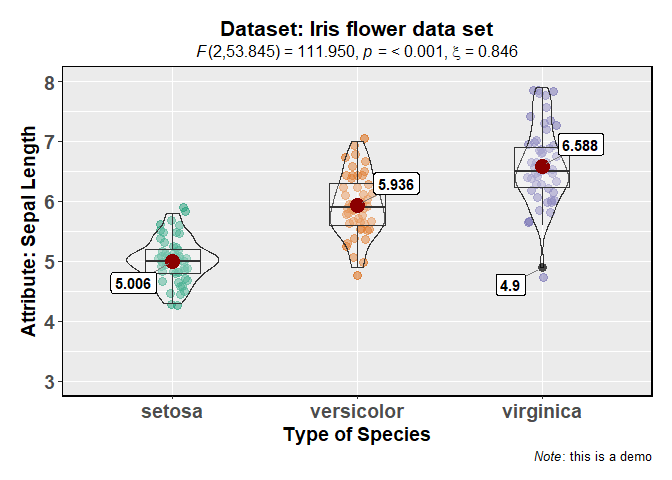 Dataset: Iris flower data set
F(2,53.845) = 111.950, p = < 0.001, ξ = 0.846
Attribute: Sepal Length
8
7
6
5
4
3
6.588
5.936
5.006
4.9
setosa
versicolor
virginica
Type of Species
Note: this is a demo